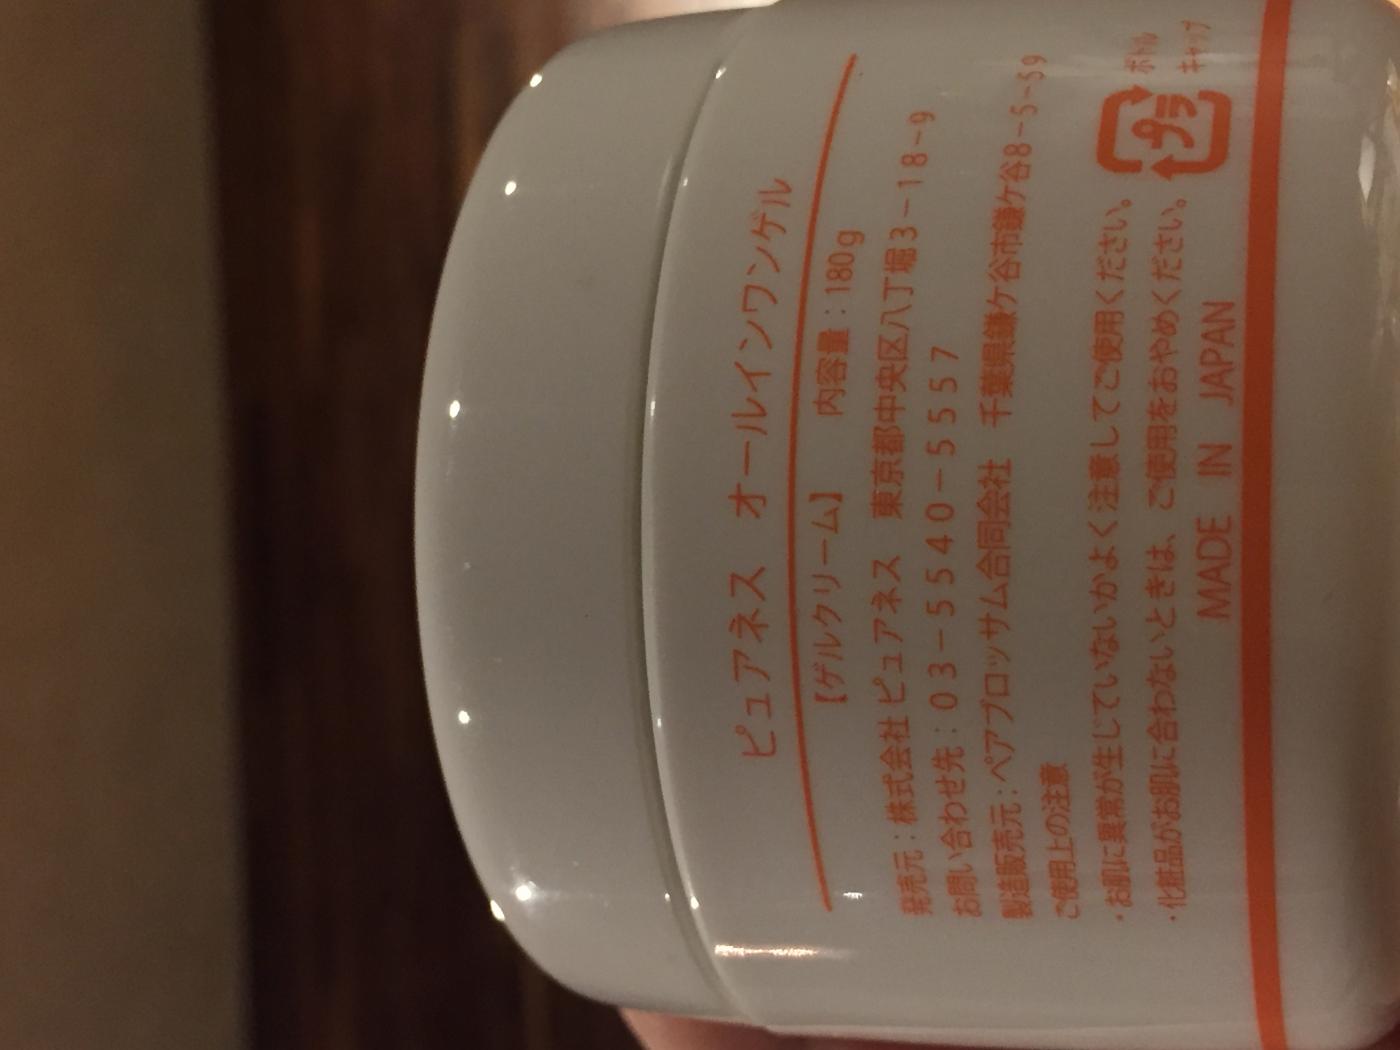 ピュアネス オールインワンゲル
【ゲルクリーム】 内容量：180g
発売元：株式会社 ピュアネス 東京都中央区八丁堀3－18－9
お問い合わせ先：03－5540－5557
製造販売元：ペアブロッサム合同会社 千葉県鎌ケ谷市鎌ケ谷8－5－59
ご使用上の注意
・お肌に異常が生じていないかよく注意してご使用ください。
・化粧品がお肌に合わないときは、ご使用をおやめください。
プラ
ボトル
キャップ
MADE IN JAPAN